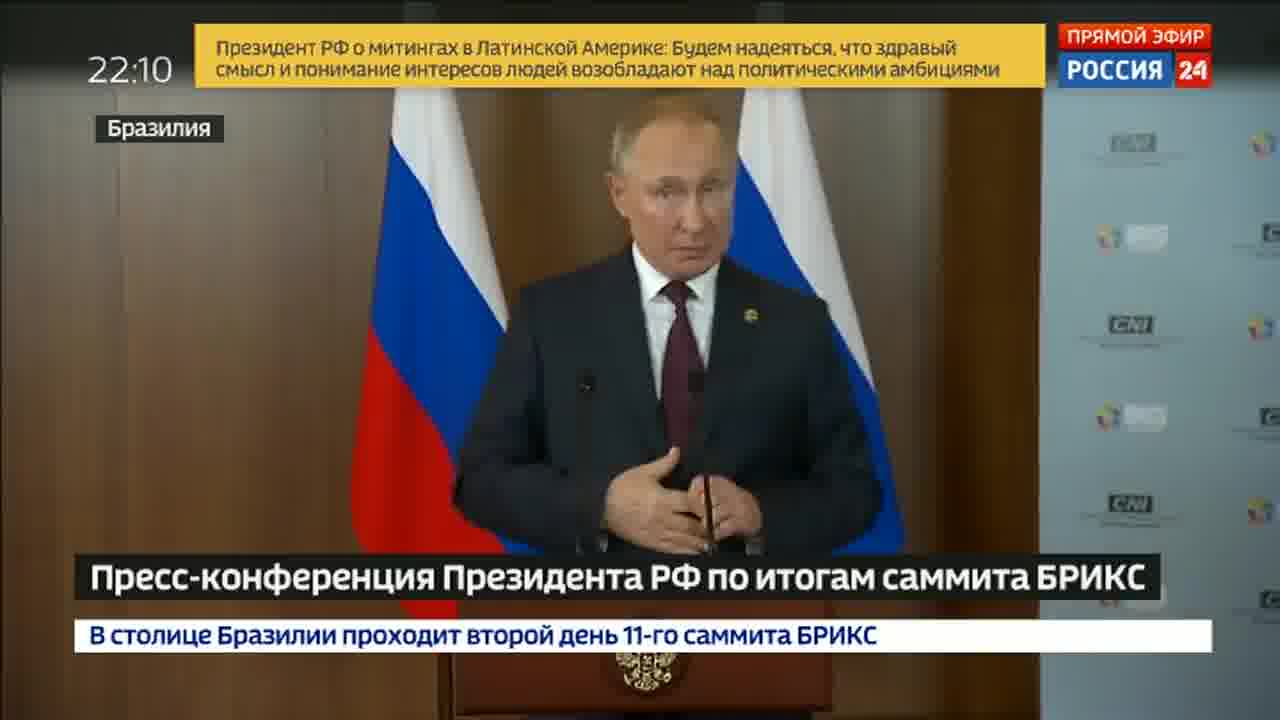 22:10
Президент РФ о митингах в Латинской Америке: Будем надеяться, что здравый
смысл и понимание интересов людей возобладают над политическими амбициями
ПРЯМОЙ ЭФИР
РОССИЯ 24
Бразилия
CNI
CNI
CNI
Пресс-конференция Президента РФ по итогам саммита БРИКС
В столице Бразилии проходит второй день 11-го саммита БРИКС